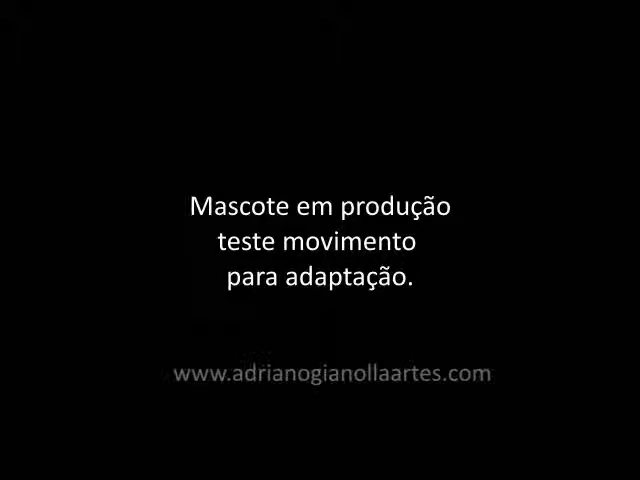 Mascote em produção
teste movimento
para adaptação.
www.adrianogianollaartes.com